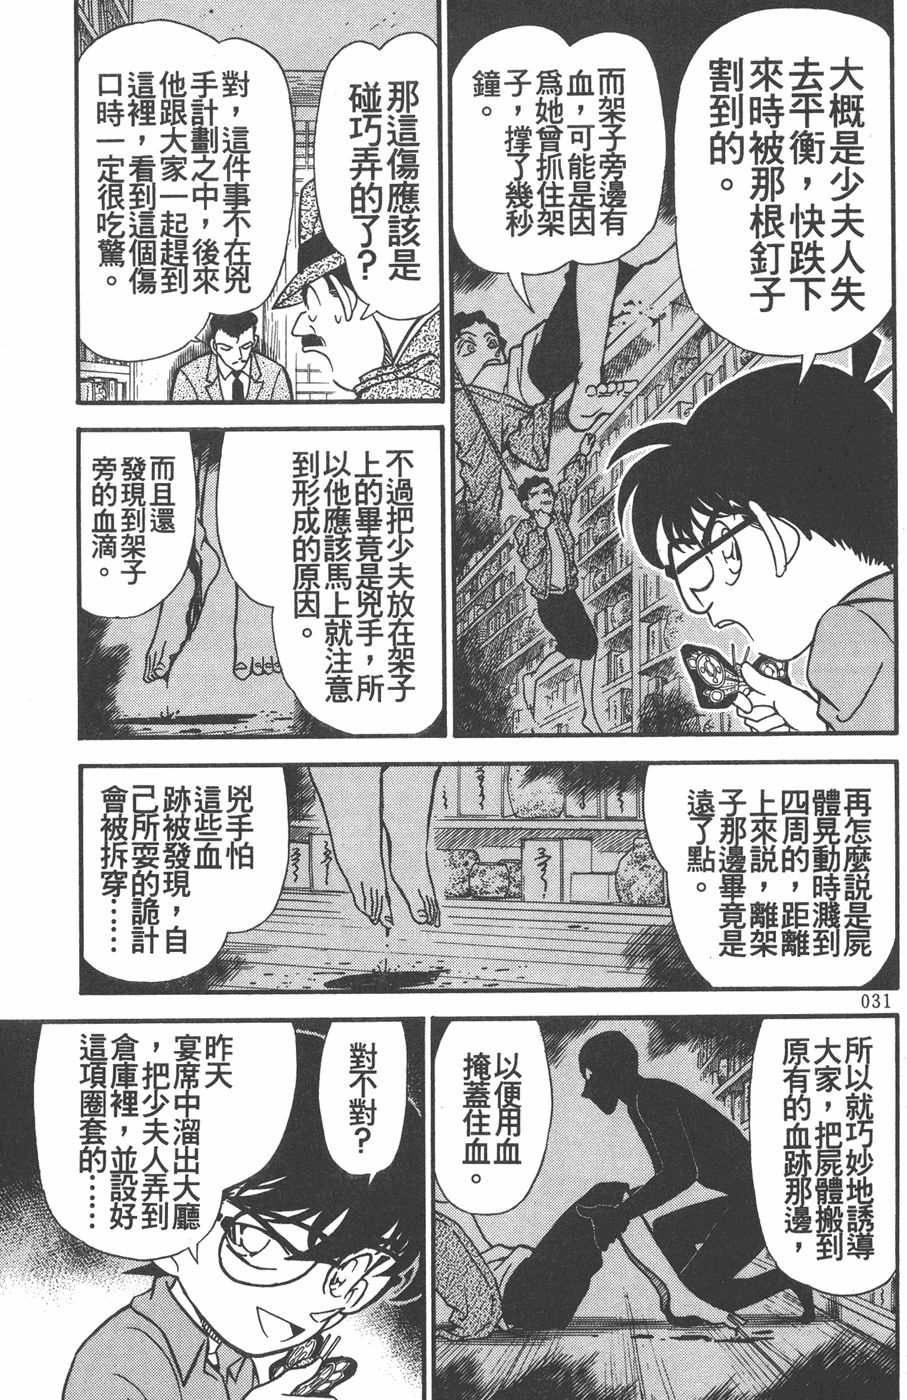 大概是少夫人失
去平衡，快跌下
來時被那根釘子
割到的。
而架子旁邊有
血，可能是因
為她曾抓住架
子，撐了幾秒
鐘。
那這傷應該是
碰巧弄的了？
對，這件事不在兇
手計劃之中，後來
他跟大家一起趕到
這裡，看到這個傷
口時一定很吃驚。
不過把少夫放在架子
上的畢竟是兇手，所
以他應該馬上就注意
到形成的原因。
而且還
發現到架子
旁的血滴。
再怎麼說是屍
體晃動時濺到
四周的，距離
上來說，離架
子那邊畢竟是
遠了點。
兇手怕
這些血
跡被發現，自
己所耍的詭計
會被拆穿……
031
所以就巧妙地誘導
大家，把屍體搬到
原有的血跡那邊，
以便用血
掩蓋住血。
對不對？
昨天
宴席中溜出大廳
，把少夫人弄到
倉庫裡，並設好
這項圈套的……